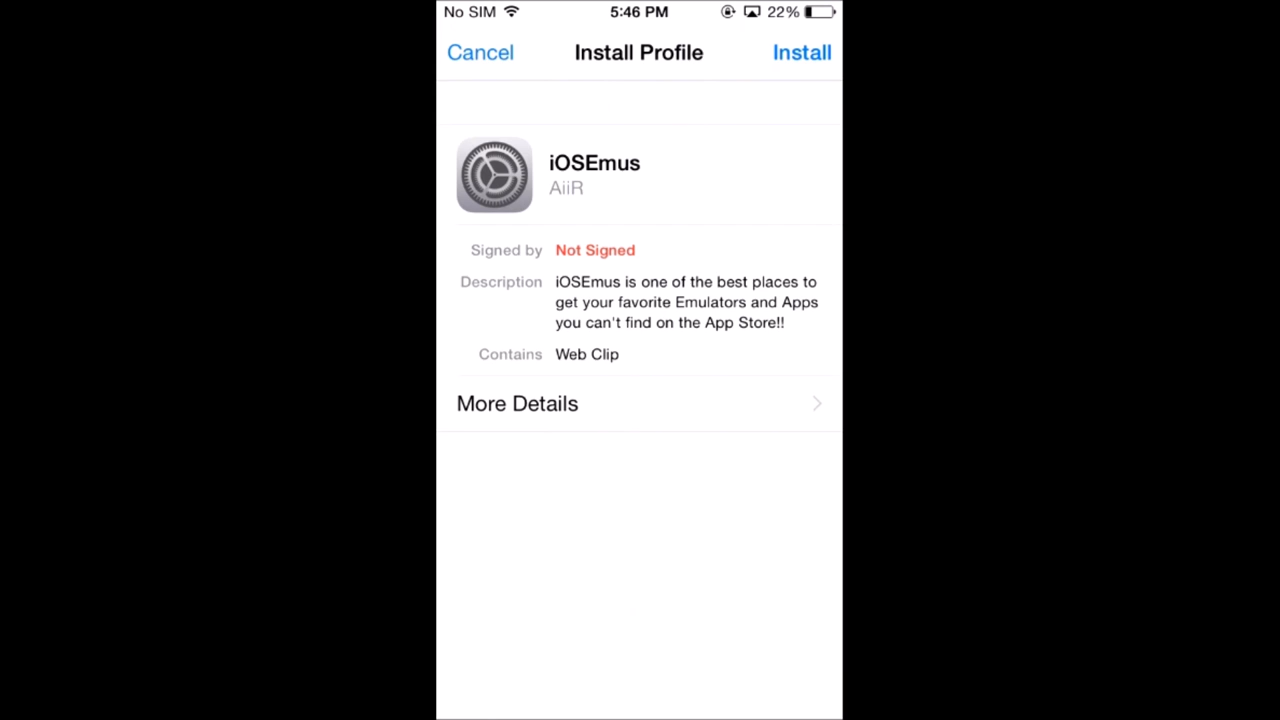 No SIM 5:46 PM 22%
Cancel Install Profile Install
iOSEmus
AiiR
Signed by Not Signed
Description iOSEmus is one of the best places to
get your favorite Emulators and Apps
you can't find on the App Store!!
Contains Web Clip
More Details